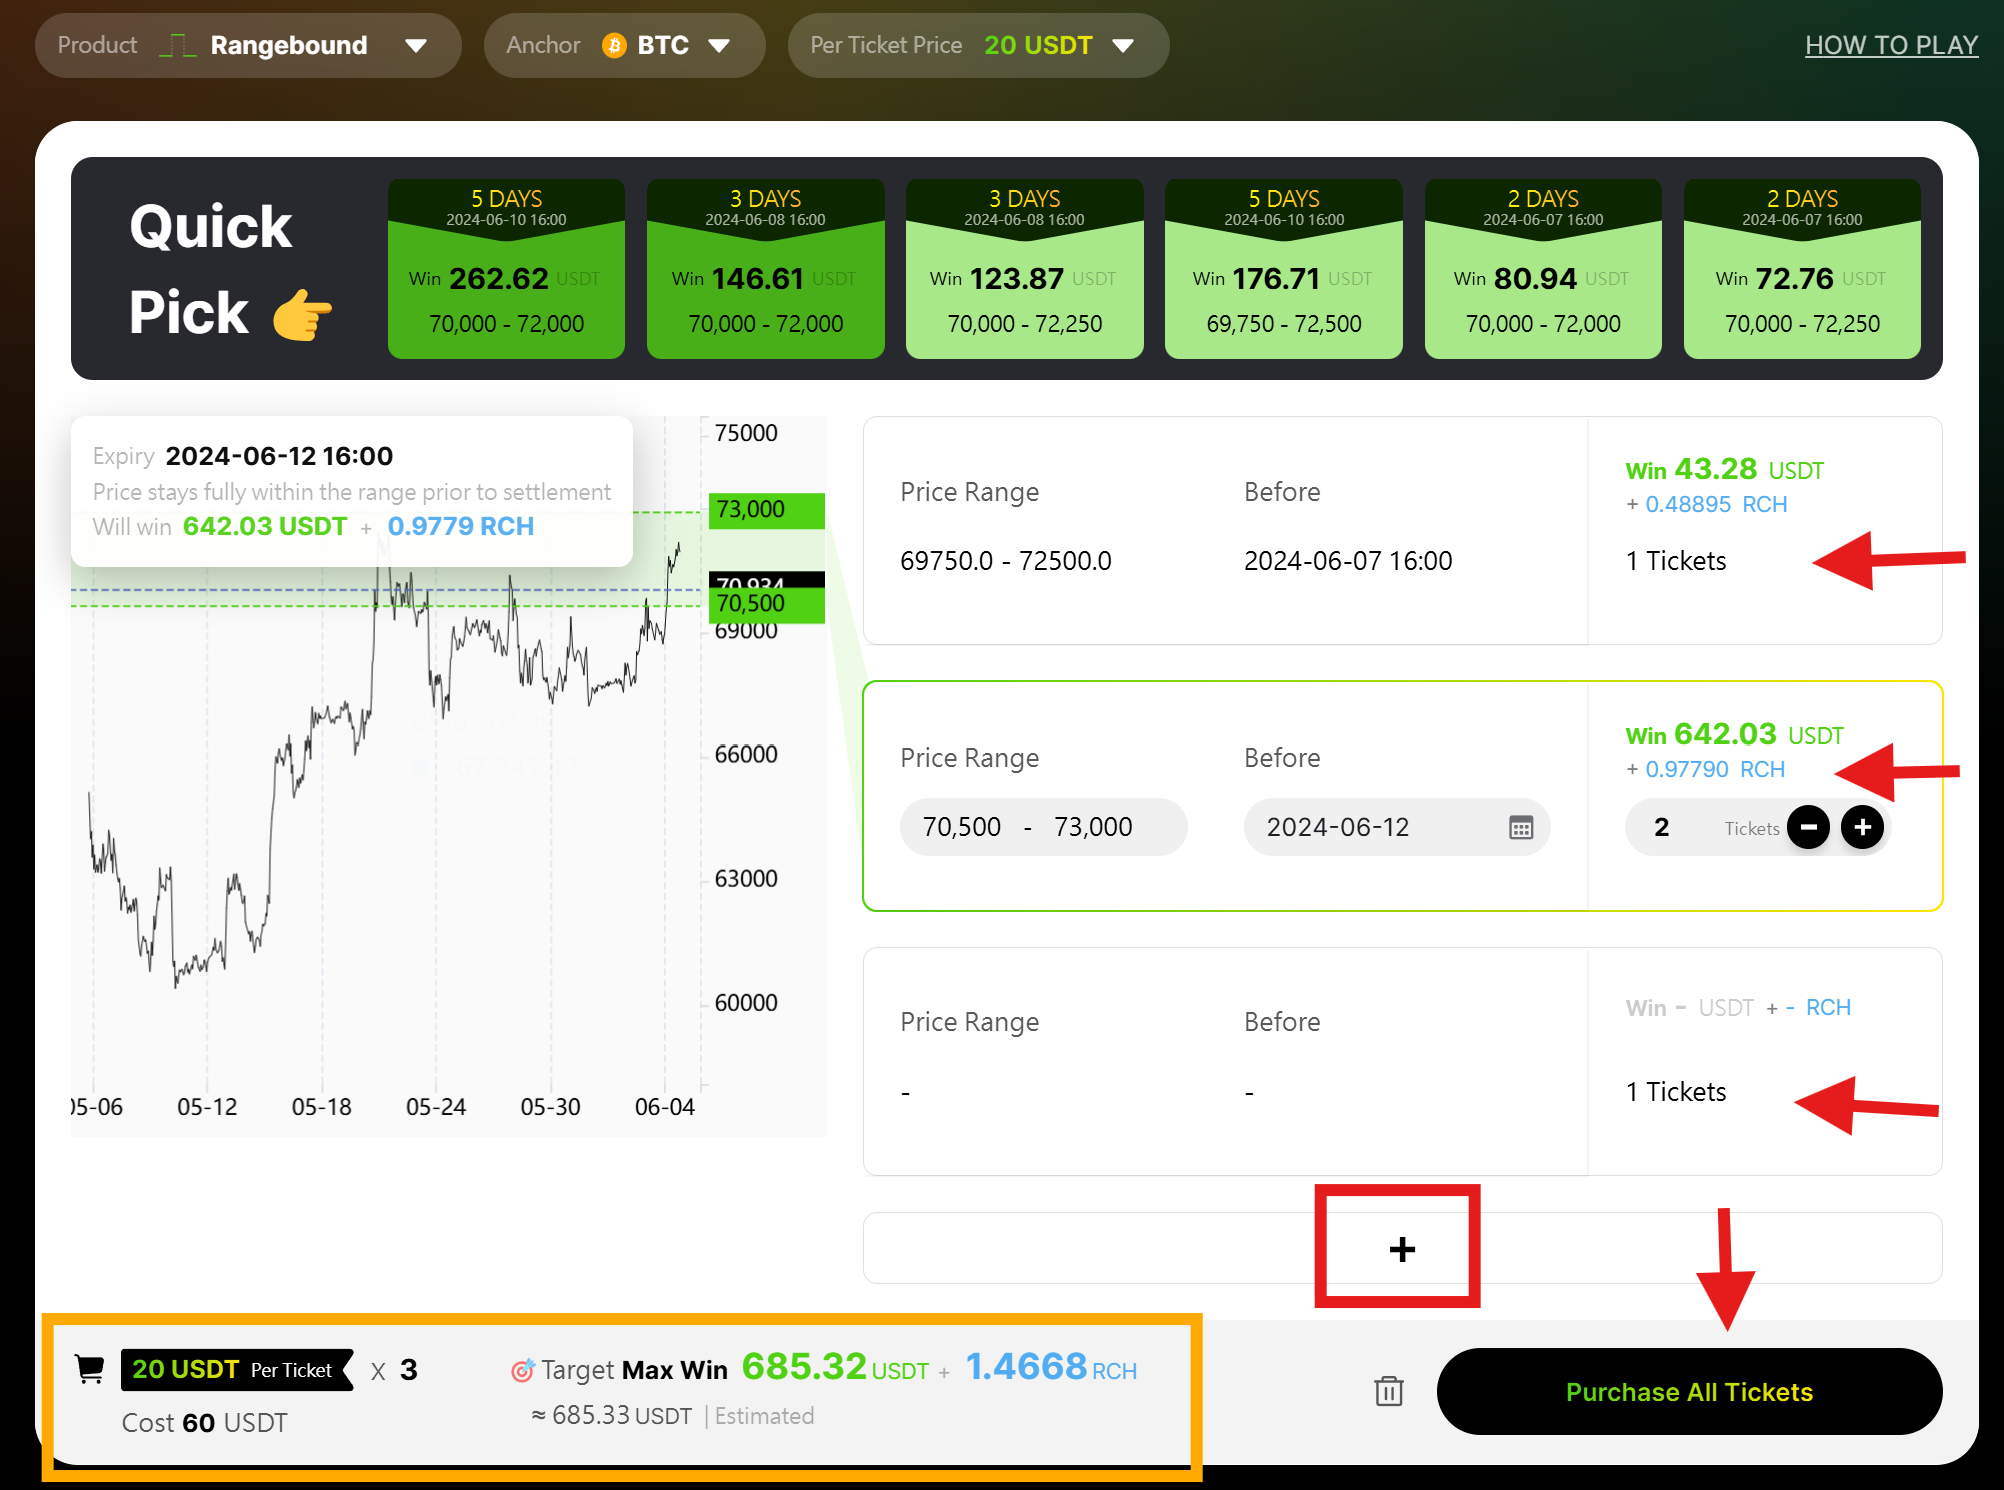 Product Rangebound Anchor BTC Per Ticket Price 20 USDT HOW TO PLAY
Quick
Pick
5 DAYS
2024-06-10 16:00
Win 262.62 USDT
70,000 - 72,000
3 DAYS
2024-06-08 16:00
Win 146.61 USDT
70,000 - 72,000
3 DAYS
2024-06-08 16:00
Win 123.87 USDT
70,000 - 72,250
5 DAYS
2024-06-10 16:00
Win 176.71 USDT
69,750 - 72,500
2 DAYS
2024-06-07 16:00
Win 80.94 USDT
70,000 - 72,000
2 DAYS
2024-06-07 16:00
Win 72.76 USDT
70,000 - 72,250
Expiry 2024-06-12 16:00
Price stays fully within the range prior to settlement
Will win 642.03 USDT + 0.9779 RCH
75000
73,000
70,934
70,500
69000
66000
63000
60000
05-06 05-12 05-18 05-24 05-30 06-04
Price Range Before
69750.0 - 72500.0 2024-06-07 16:00
Win 43.28 USDT
+ 0.48895 RCH
1 Tickets
Price Range Before
70,500 - 73,000 2024-06-12
Win 642.03 USDT
+ 0.97790 RCH
2 Tickets - +
Price Range Before
- -
Win - USDT + - RCH
1 Tickets
+
20 USDT Per Ticket X 3
Cost 60 USDT
Target Max Win 685.32 USDT + 1.4668 RCH
≈ 685.33 USDT | Estimated
Purchase All Tickets